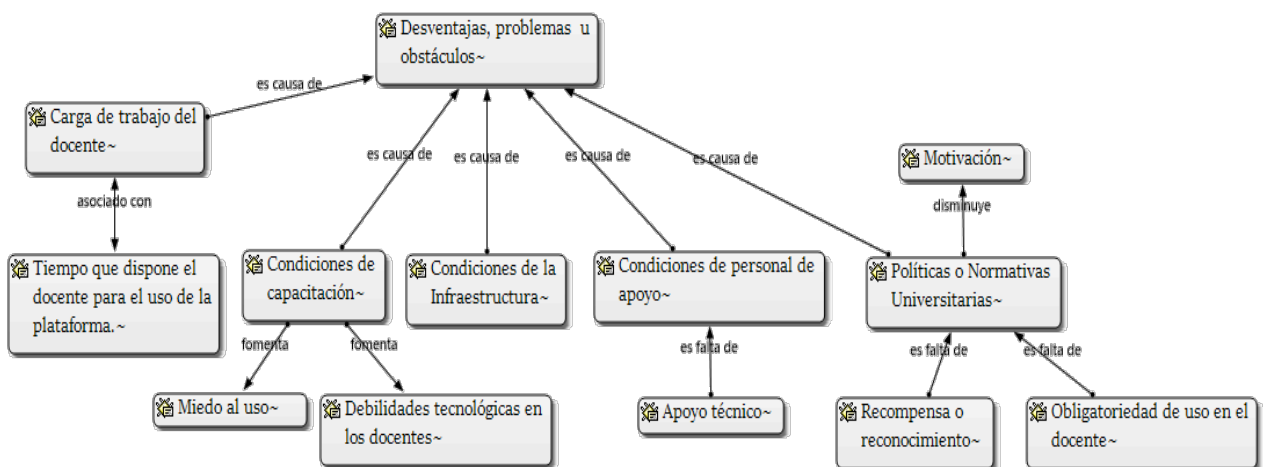 Desventajas, problemas u
obstáculos~
es causa de
Carga de trabajo del
docente~
es causa de
es causa de
es causa de
es causa de
Motivación~
asociado con
disminuye
Tiempo que dispone el
docente para el uso de la
plataforma.~
Condiciones de
capacitación~
Condiciones de la
Infraestructura~
Condiciones de personal de
apoyo~
Políticas o Normativas
Universitarias~
fomenta
fomenta
es falta de
es falta de
es falta de
Miedo al uso~
Debilidades tecnológicas en
los docentes~
Apoyo técnico~
Recompensa o
reconocimiento~
Obligatoriedad de uso en el
docente~